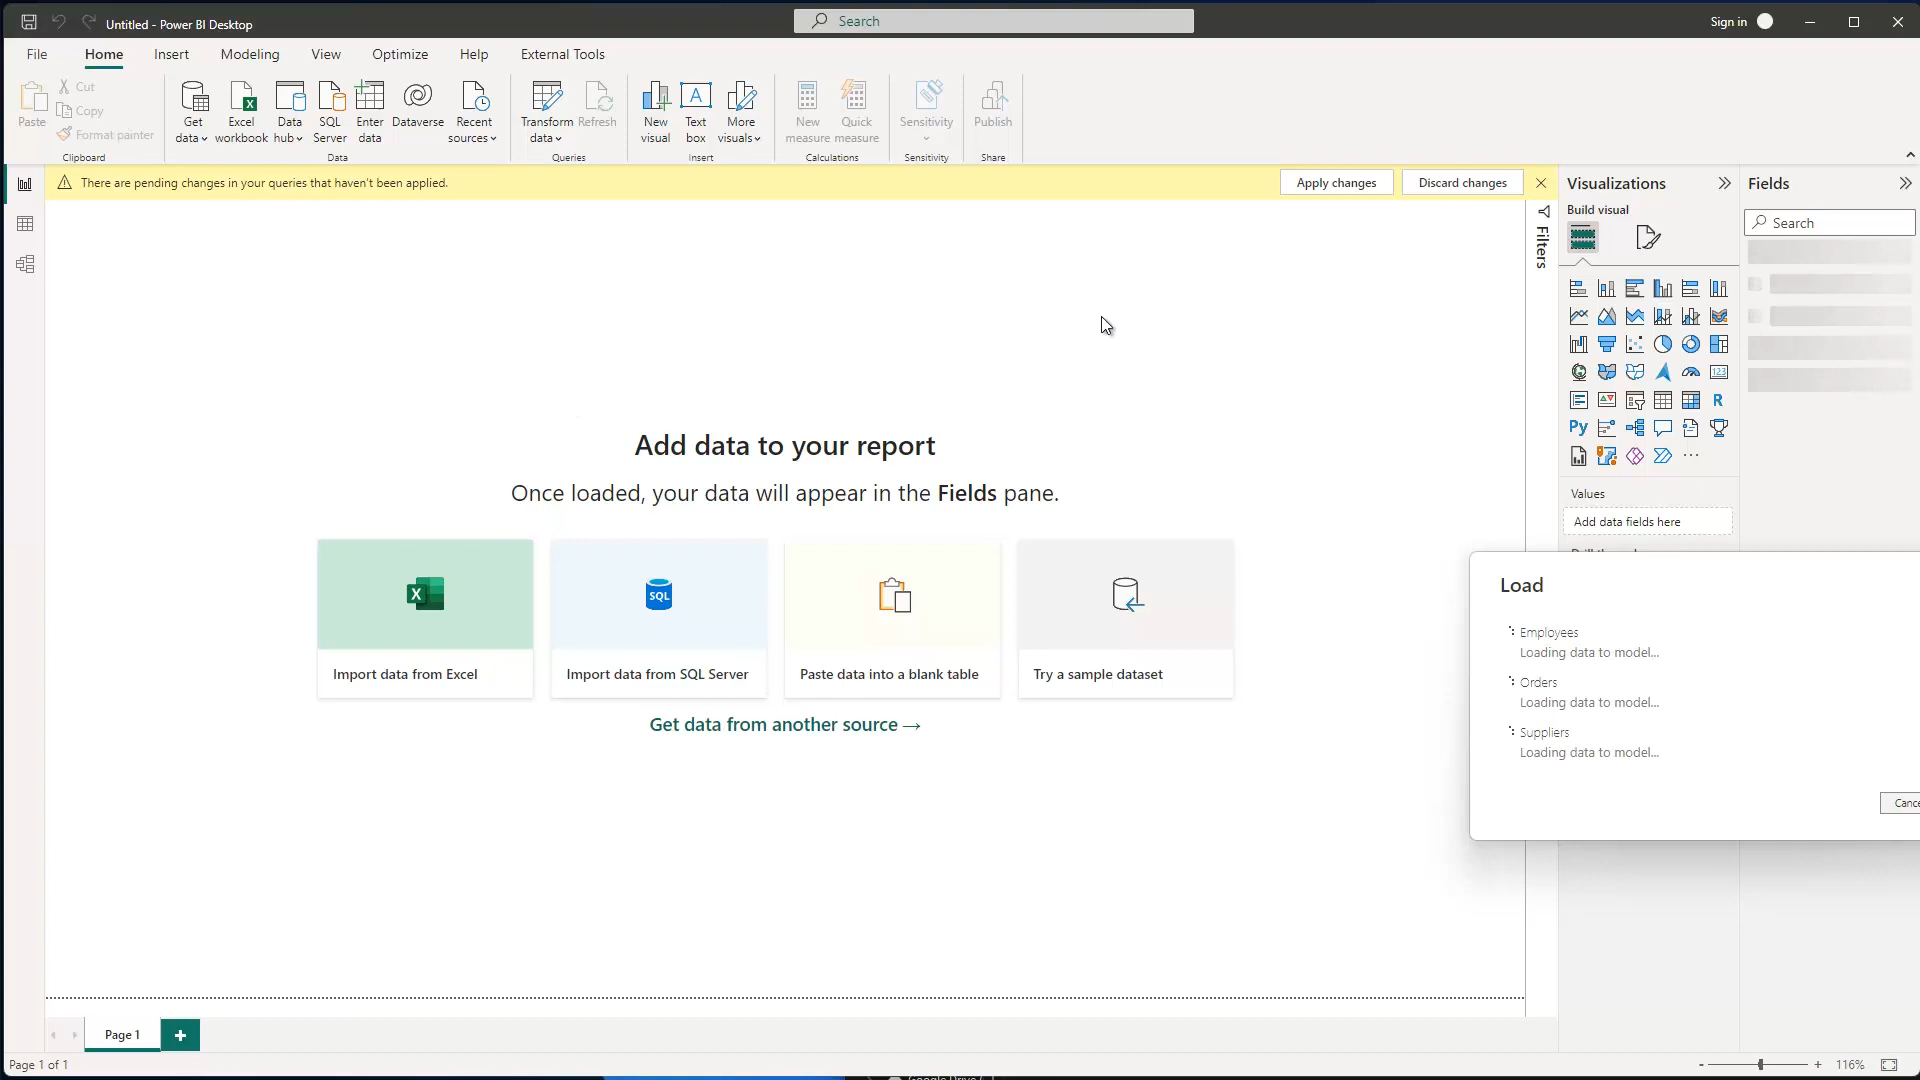 Untitled - Power BI Desktop
Search
Sign in
File
Home
Insert
Modeling
View
Optimize
Help
External Tools
Paste
Cut
Copy
Format painter
Clipboard
Get data
Excel workbook
Data hub
SQL Server
Enter data
Dataverse
Recent sources
Data
Transform data
Refresh
Queries
New visual
Text box
More visuals
Insert
New measure
Quick measure
Calculations
Sensitivity
Sensitivity
Publish
Share
There are pending changes in your queries that haven't been applied.
Apply changes
Discard changes
Filters
Visualizations
Build visual
R
Py
123
Values
Add data fields here
Fields
Search
Add data to your report
Once loaded, your data will appear in the Fields pane.
SQL
Import data from Excel
Import data from SQL Server
Paste data into a blank table
Try a sample dataset
Get data from another source →
Load
Employees
Loading data to model...
Orders
Loading data to model...
Suppliers
Loading data to model...
Cance
Page 1
Page 1 of 1
116%